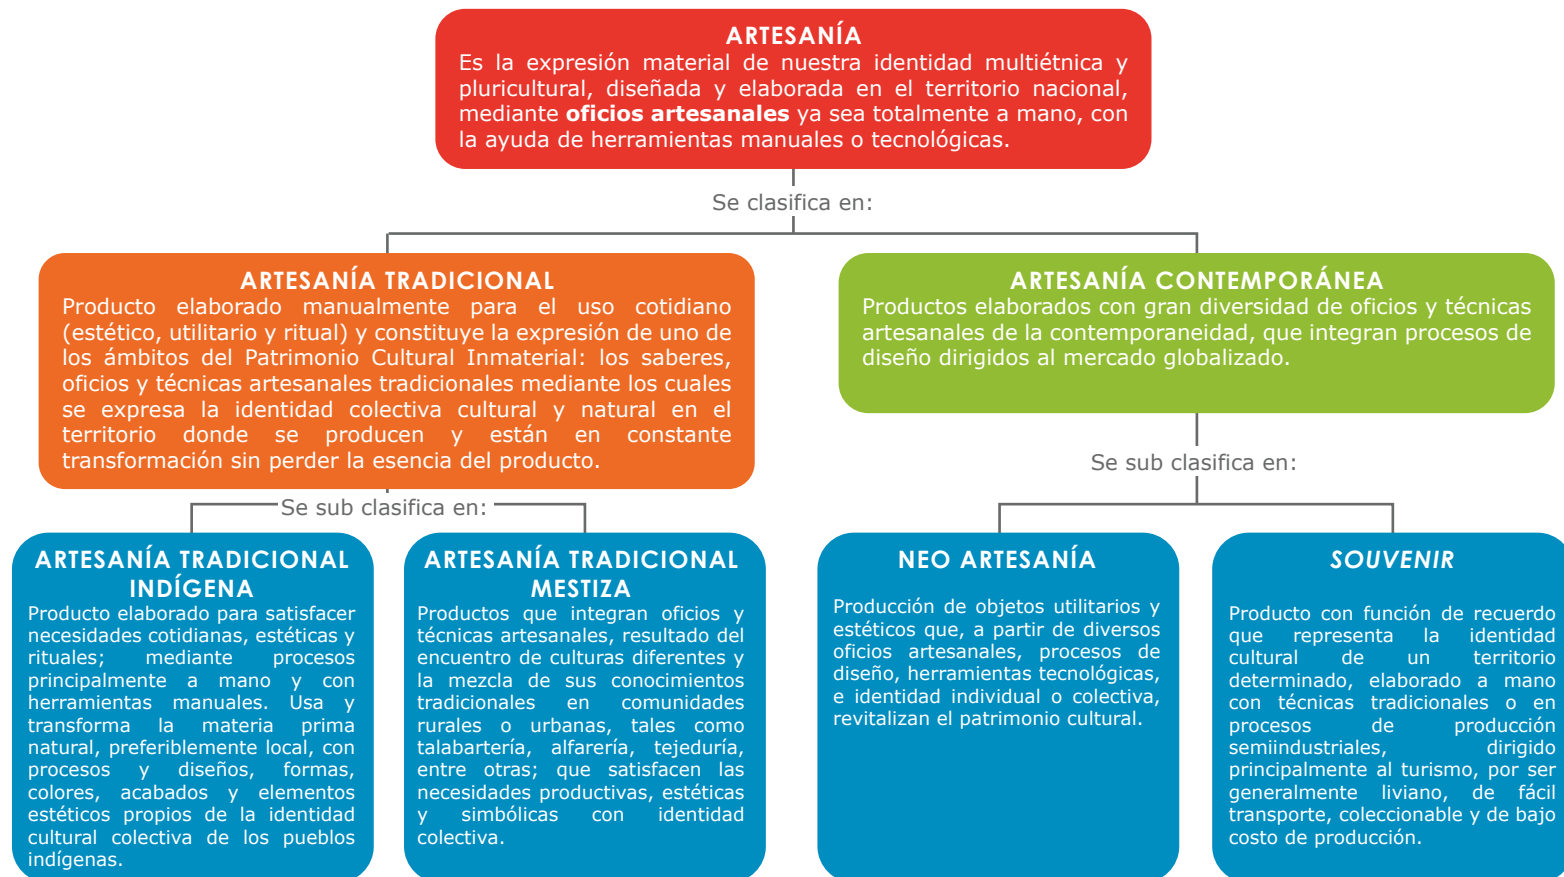 ARTESANÍA
Es la expresión material de nuestra identidad multiétnica y
pluricultural, diseñada y elaborada en el territorio nacional,
mediante oficios artesanales ya sea totalmente a mano, con
la ayuda de herramientas manuales o tecnológicas.
Se clasifica en:
ARTESANÍA TRADICIONAL
Producto elaborado manualmente para el uso cotidiano
(estético, utilitario y ritual) y constituye la expresión de uno de
los ámbitos del Patrimonio Cultural Inmaterial: los saberes,
oficios y técnicas artesanales tradicionales mediante los cuales
se expresa la identidad colectiva cultural y natural en el
territorio donde se producen y están en constante
transformación sin perder la esencia del producto.
ARTESANÍA CONTEMPORÁNEA
Productos elaborados con gran diversidad de oficios y técnicas
artesanales de la contemporaneidad, que integran procesos de
diseño dirigidos al mercado globalizado.
Se sub clasifica en:
ARTESANÍA TRADICIONAL
INDÍGENA
Producto elaborado para satisfacer
necesidades cotidianas, estéticas y
rituales; mediante procesos
principalmente a mano y con
herramientas manuales. Usa y
transforma la materia prima
natural, preferiblemente local, con
procesos y diseños, formas,
colores, acabados y elementos
estéticos propios de la identidad
cultural colectiva de los pueblos
indígenas.
ARTESANÍA TRADICIONAL
MESTIZA
Productos que integran oficios y
técnicas artesanales, resultado del
encuentro de culturas diferentes y
la mezcla de sus conocimientos
tradicionales en comunidades
rurales o urbanas, tales como
talabartería, alfarería, tejeduría,
entre otras; que satisfacen las
necesidades productivas, estéticas
y simbólicas con identidad
colectiva.
Se sub clasifica en:
NEO ARTESANÍA
Producción de objetos utilitarios y
estéticos que, a partir de diversos
oficios artesanales, procesos de
diseño, herramientas tecnológicas,
e identidad individual o colectiva,
revitalizan el patrimonio cultural.
SOUVENIR
Producto con función de recuerdo
que representa la identidad
cultural de un territorio
determinado, elaborado a mano
con técnicas tradicionales o en
procesos de producción
semiindustriales, dirigido
principalmente al turismo, por ser
generalmente liviano, de fácil
transporte, coleccionable y de bajo
costo de producción.